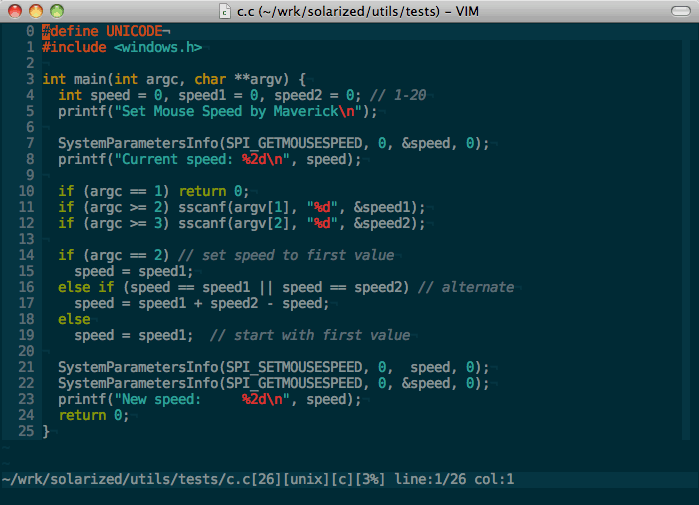 c.c (~/wrk/solarized/utils/tests) – VIM
0 #define UNICODE¬
1 #include <windows.h>¬
2 ¬
3 int main(int argc, char **argv) {¬
4   int speed = 0, speed1 = 0, speed2 = 0; // 1-20¬
5   printf("Set Mouse Speed by Maverick\n");¬
6 ¬
7   SystemParametersInfo(SPI_GETMOUSESPEED, 0, &speed, 0);¬
8   printf("Current speed: %2d\n", speed);¬
9 ¬
10   if (argc == 1) return 0;¬
11   if (argc >= 2) sscanf(argv[1], "%d", &speed1);¬
12   if (argc >= 3) sscanf(argv[2], "%d", &speed2);¬
13 ¬
14   if (argc == 2) // set speed to first value¬
15     speed = speed1;¬
16   else if (speed == speed1 || speed == speed2) // alternate¬
17     speed = speed1 + speed2 - speed;¬
18   else¬
19     speed = speed1;  // start with first value¬
20 ¬
21   SystemParametersInfo(SPI_SETMOUSESPEED, 0,  speed, 0);¬
22   SystemParametersInfo(SPI_GETMOUSESPEED, 0, &speed, 0);¬
23   printf("New speed:     %2d\n", speed);¬
24   return 0;¬
25 }¬
¬
¬
~/wrk/solarized/utils/tests/c.c[26][unix][c][3%] line:1/26 col:1